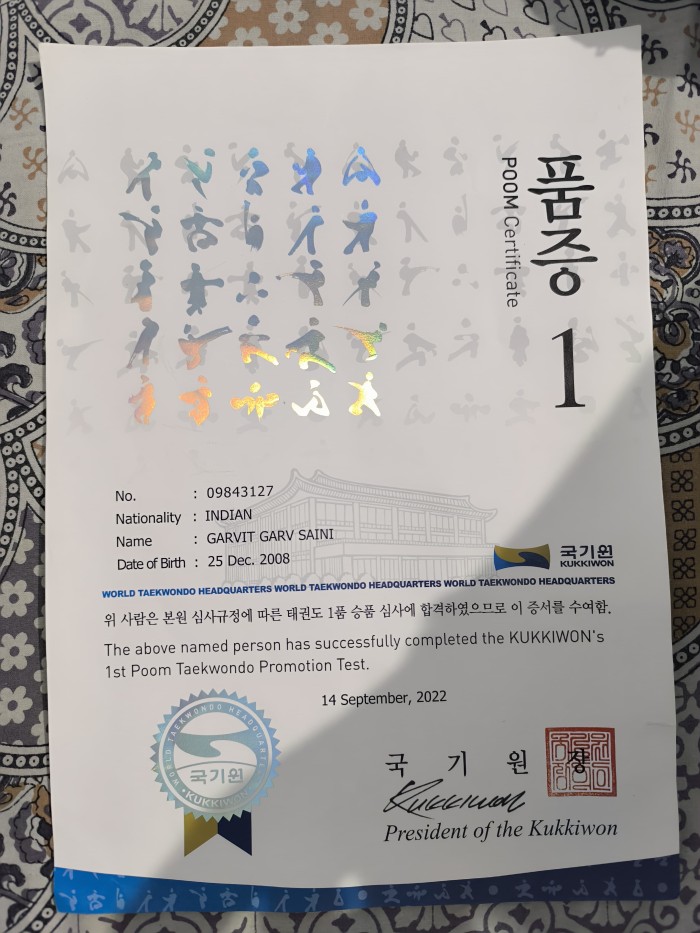 품증
POOM Certificate
1
No. : 09843127
Nationality : INDIAN
Name : GARVIT GARV SAINI
Date of Birth : 25 Dec. 2008
국기원
KUKKIWON
WORLD TAEKWONDO HEADQUARTERS WORLD TAEKWONDO HEADQUARTERS WORLD TAEKWONDO HEADQUARTERS
위 사람은 본원 심사규정에 따른 태권도 1품 승품 심사에 합격하였으므로 이 증서를 수여함.
The above named person has successfully completed the KUKKIWON's
1st Poom Taekwondo Promotion Test.
14 September, 2022
WORLD TAEKWONDO HEADQUARTERS
국기원
KUKKIWON
국 기 원 장
Kukkiwon
President of the Kukkiwon